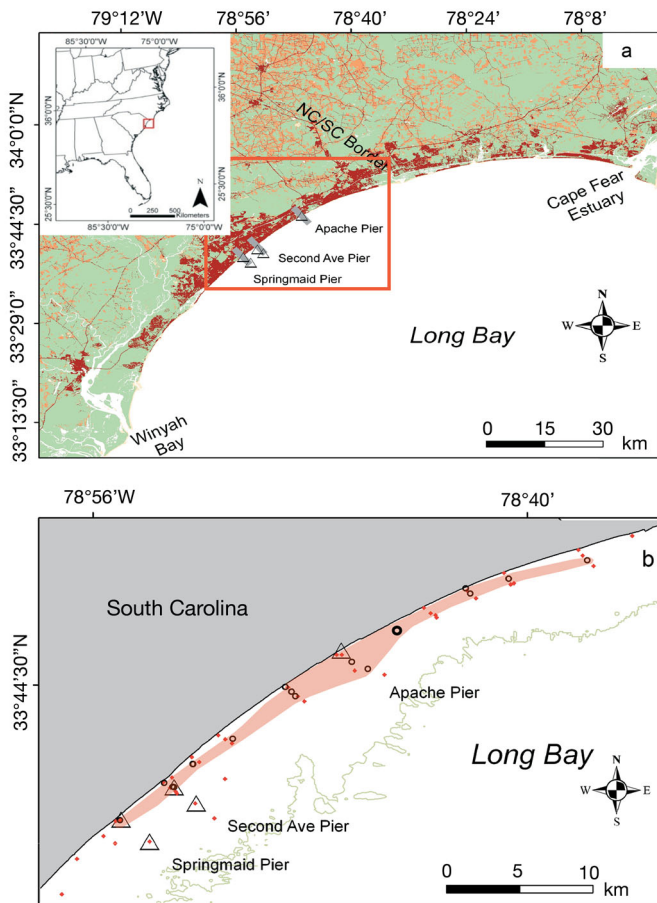 79°12'W 78°56'W 78°40' 78°24' 78°8'
a
85°30'0"W 75°0'0"W
36°0'0"N
36°0'0"N
25°30'0"N
25°30'0"N
N
0 250 500
Kilometers
85°30'0"W 75°0'0"W
34°0'0"N
33°44'30"
33°29'0"
33°13'30"
NC/SC Border
Cape Fear
Estuary
Apache Pier
Second Ave Pier
Springmaid Pier
Long Bay
N
W E
S
Winyah
Bay
0 15 30
km
78°56'W 78°40'
b
South Carolina
33°44'30"N
Apache Pier
Long Bay
N
W E
S
Second Ave Pier
Springmaid Pier
0 5 10
km